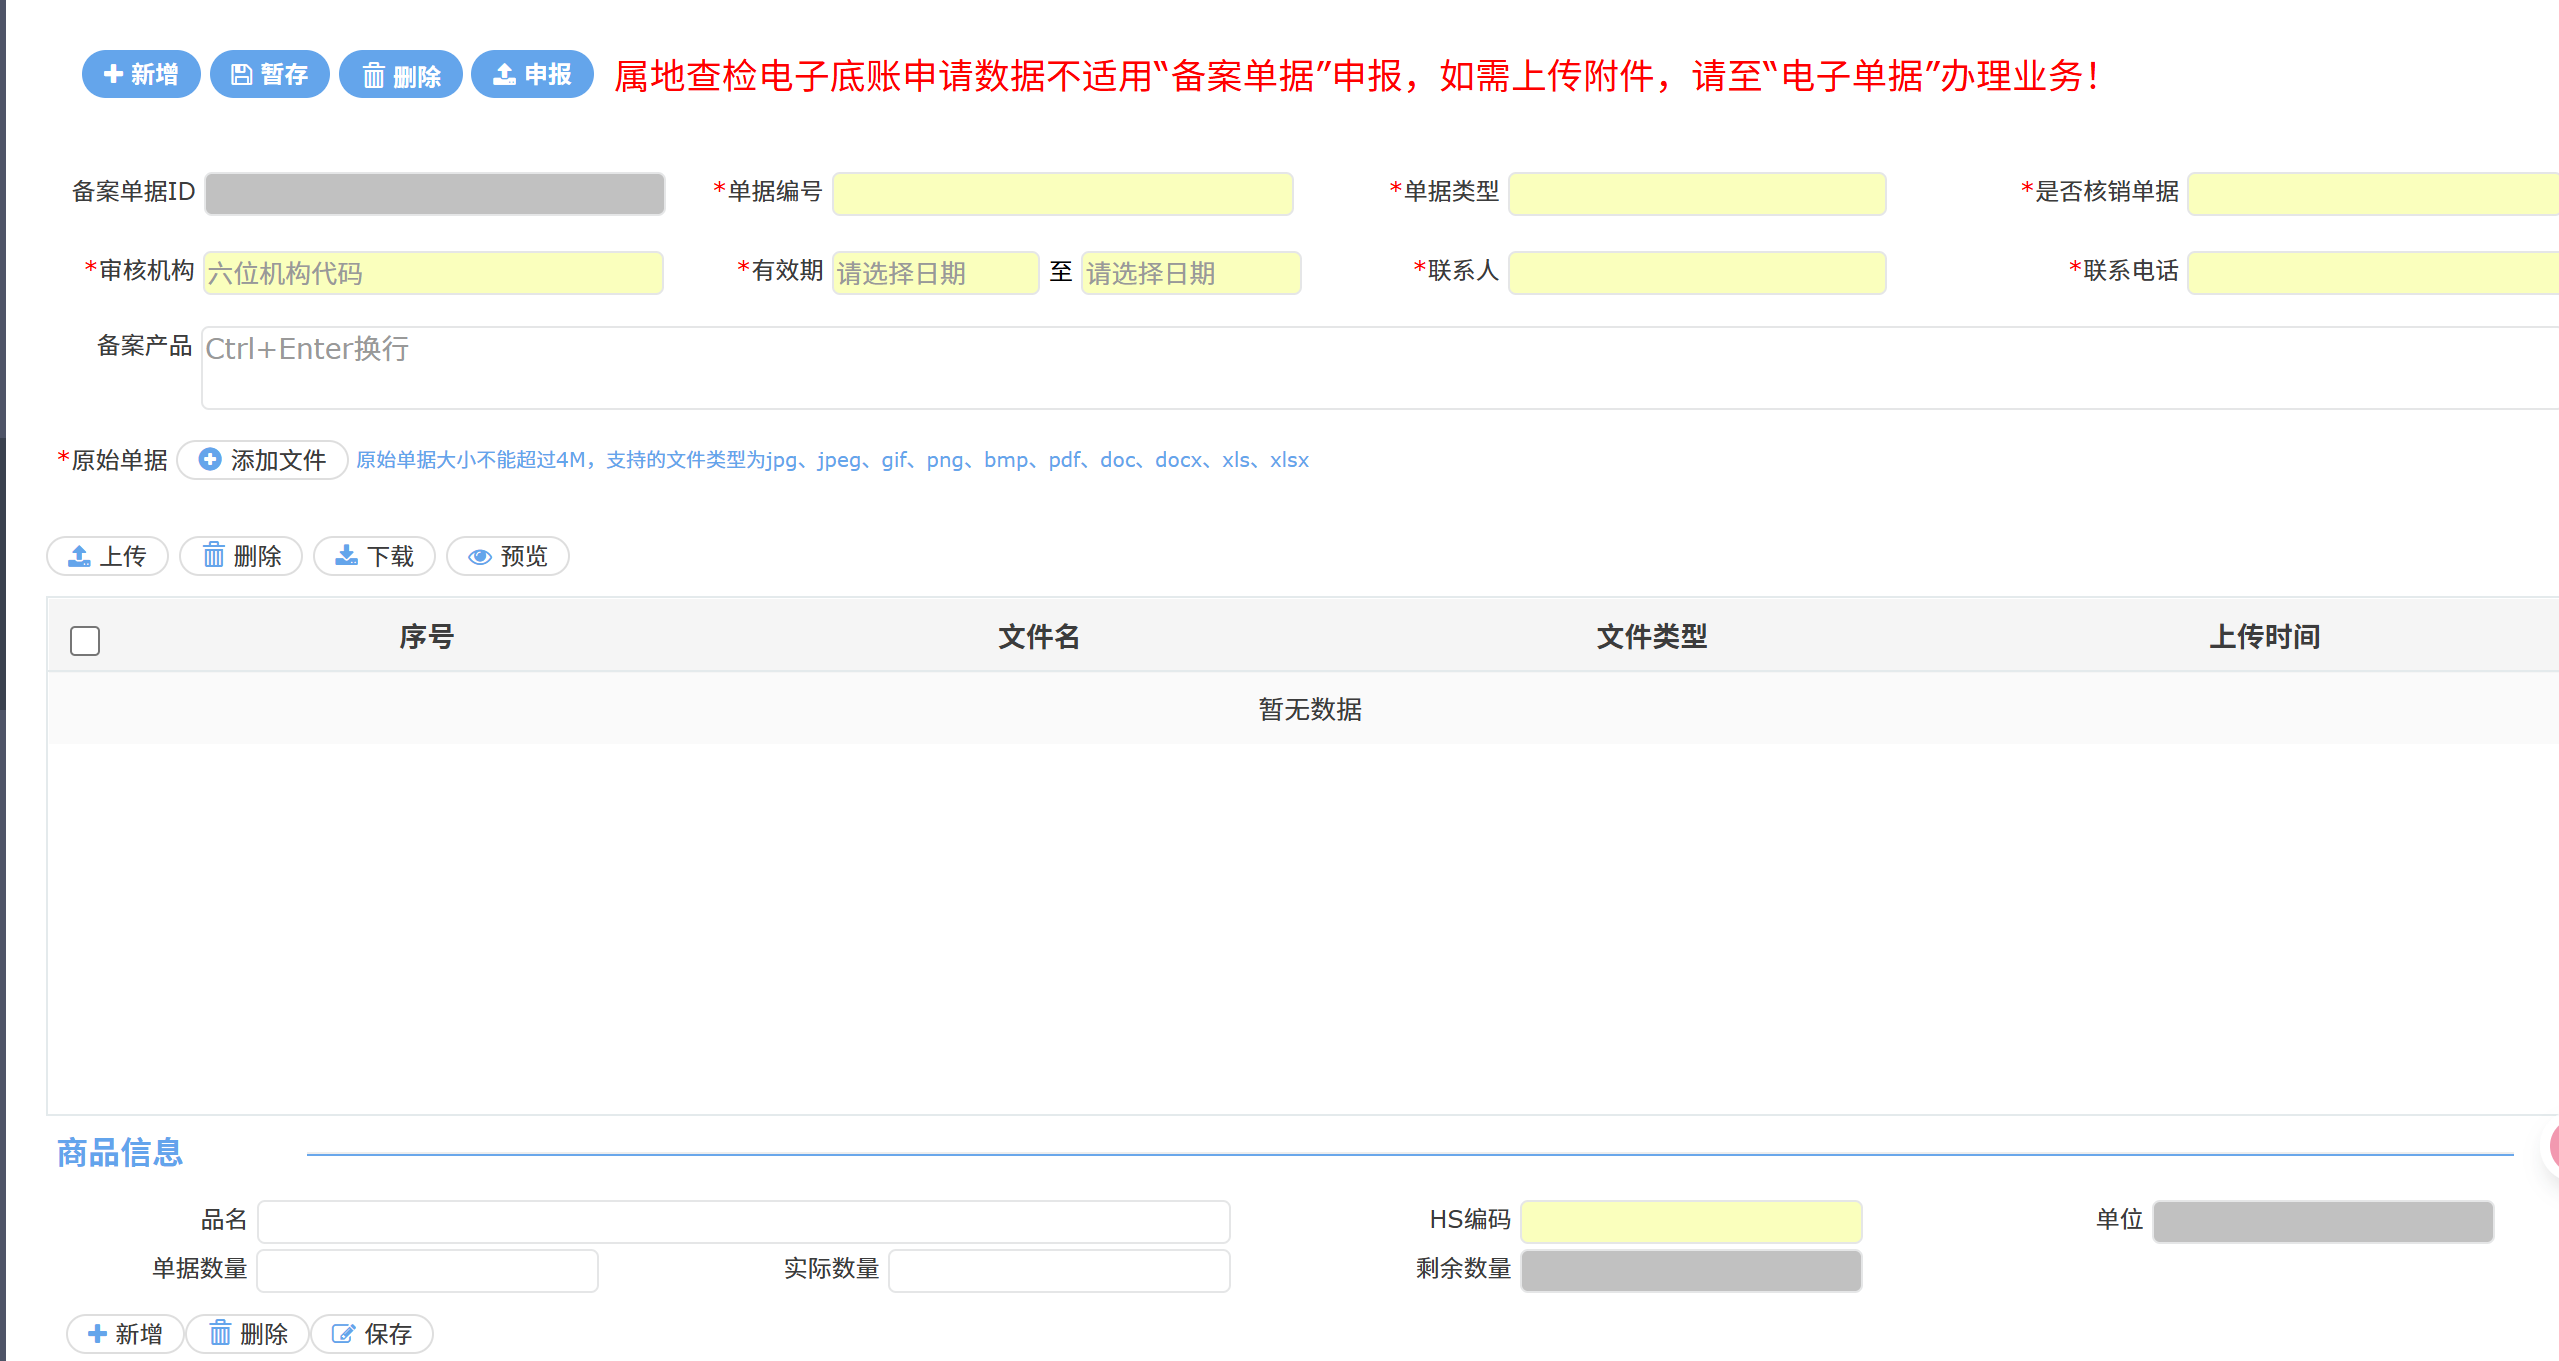 新增 暂存 删除 申报 属地查检电子底账申请数据不适用“备案单据”申报，如需上传附件，请至“电子单据”办理业务！
备案单据ID *单据编号 *单据类型 *是否核销单据
*审核机构 六位机构代码 *有效期 请选择日期 至 请选择日期 *联系人 *联系电话
备案产品 Ctrl+Enter换行
*原始单据 添加文件 原始单据大小不能超过4M，支持的文件类型为jpg、jpeg、gif、png、bmp、pdf、doc、docx、xls、xlsx
上传 删除 下载 预览
序号 文件名 文件类型 上传时间
暂无数据
商品信息
品名 HS编码 单位
单据数量 实际数量 剩余数量
新增 删除 保存